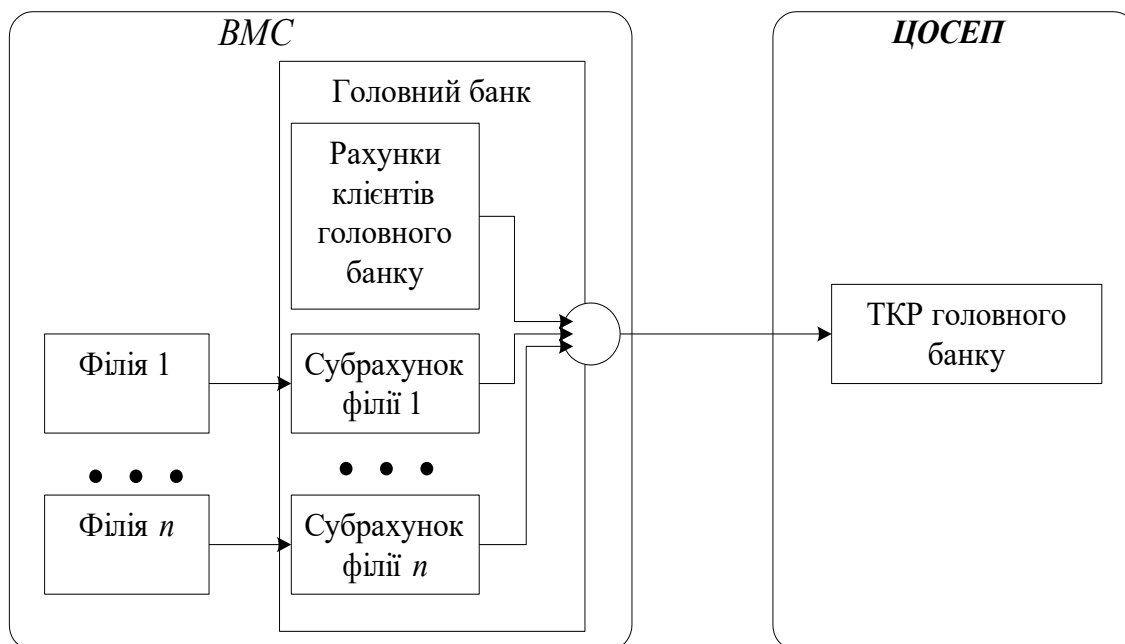 ВМС
ЦОСЕП
Головний банк
Рахунки
клієнтів
головного
банку
ТКР головного
банку
Філія 1
Субрахунок
філії 1
Філія n
Субрахунок
філії n